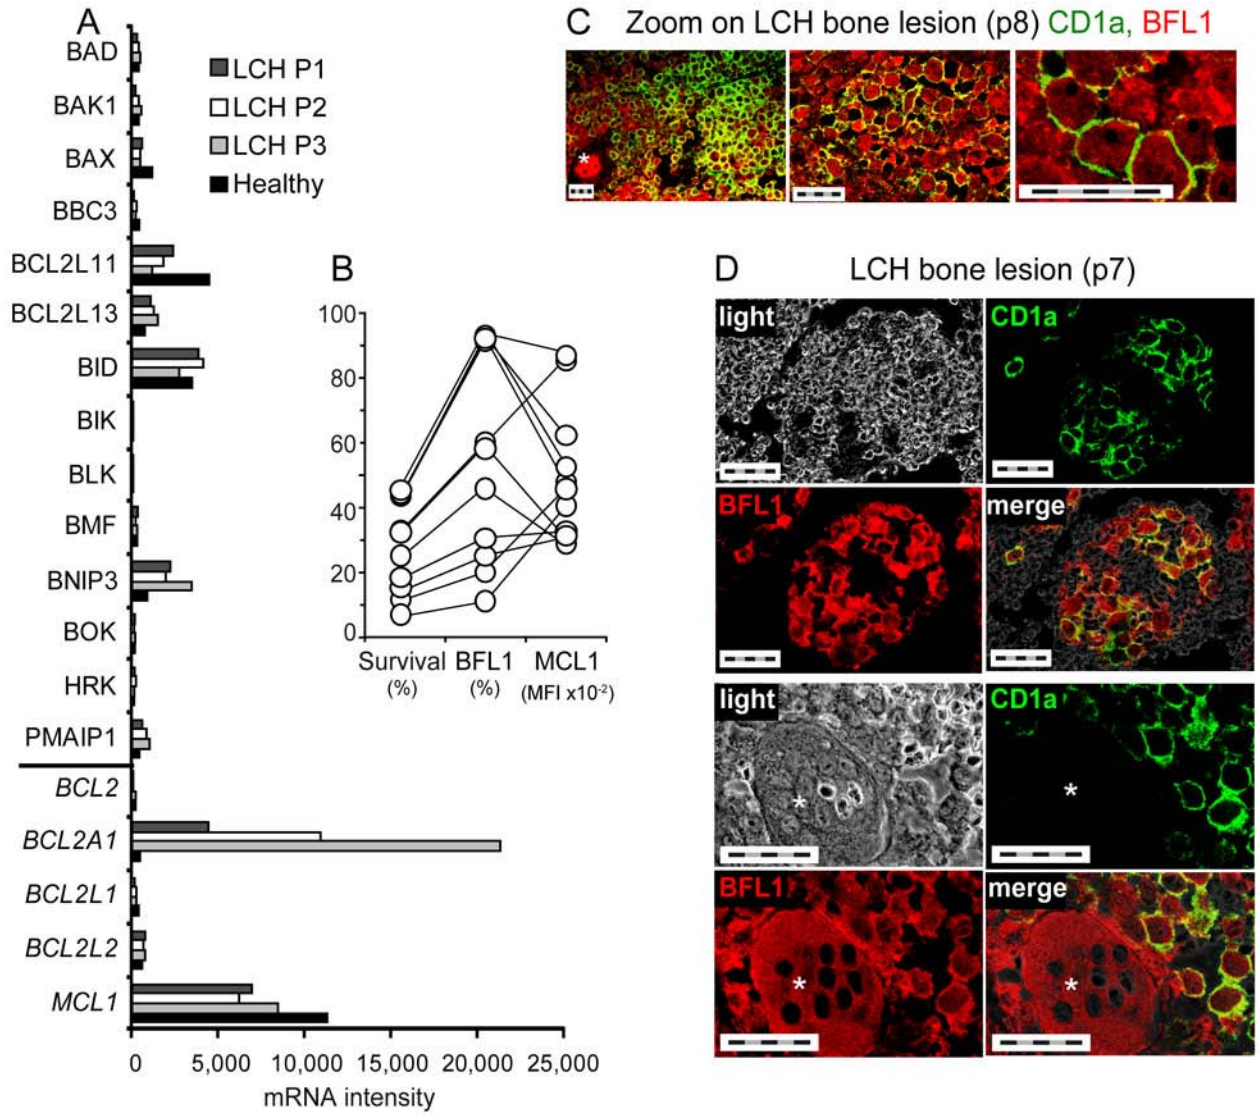 A
BAD
BAK1
BAX
BBC3
BCL2L11
BCL2L13
BID
BIK
BLK
BMF
BNIP3
BOK
HRK
PMAIP1
BCL2
BCL2A1
BCL2L1
BCL2L2
MCL1
LCH P1
LCH P2
LCH P3
Healthy
0 5,000 10,000 15,000 20,000 25,000
mRNA intensity
B
100
80
60
40
20
0
Survival BFL1 MCL1
(%) (%) (MFI x10-2)
C Zoom on LCH bone lesion (p8) CD1a, BFL1
*
D LCH bone lesion (p7)
light CD1a
BFL1 merge
light CD1a
* *
BFL1 merge
* *